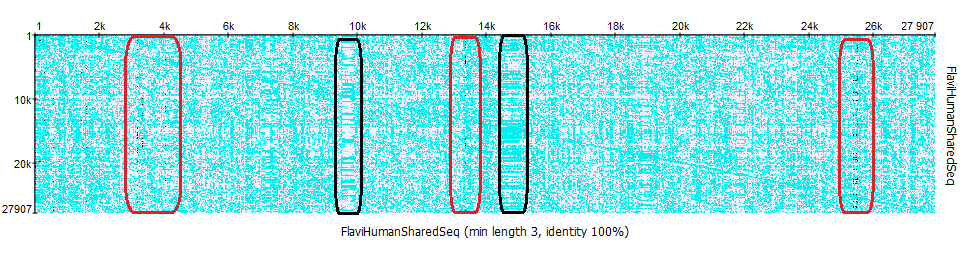 1 2k 4k 6k 8k 10k 12k 14k 16k 18k 20k 22k 24k 26k 27 907
1
10k
20k
27907
FlaviHumanSharedSeq
FlaviHumanSharedSeq (min length 3, identity 100%)